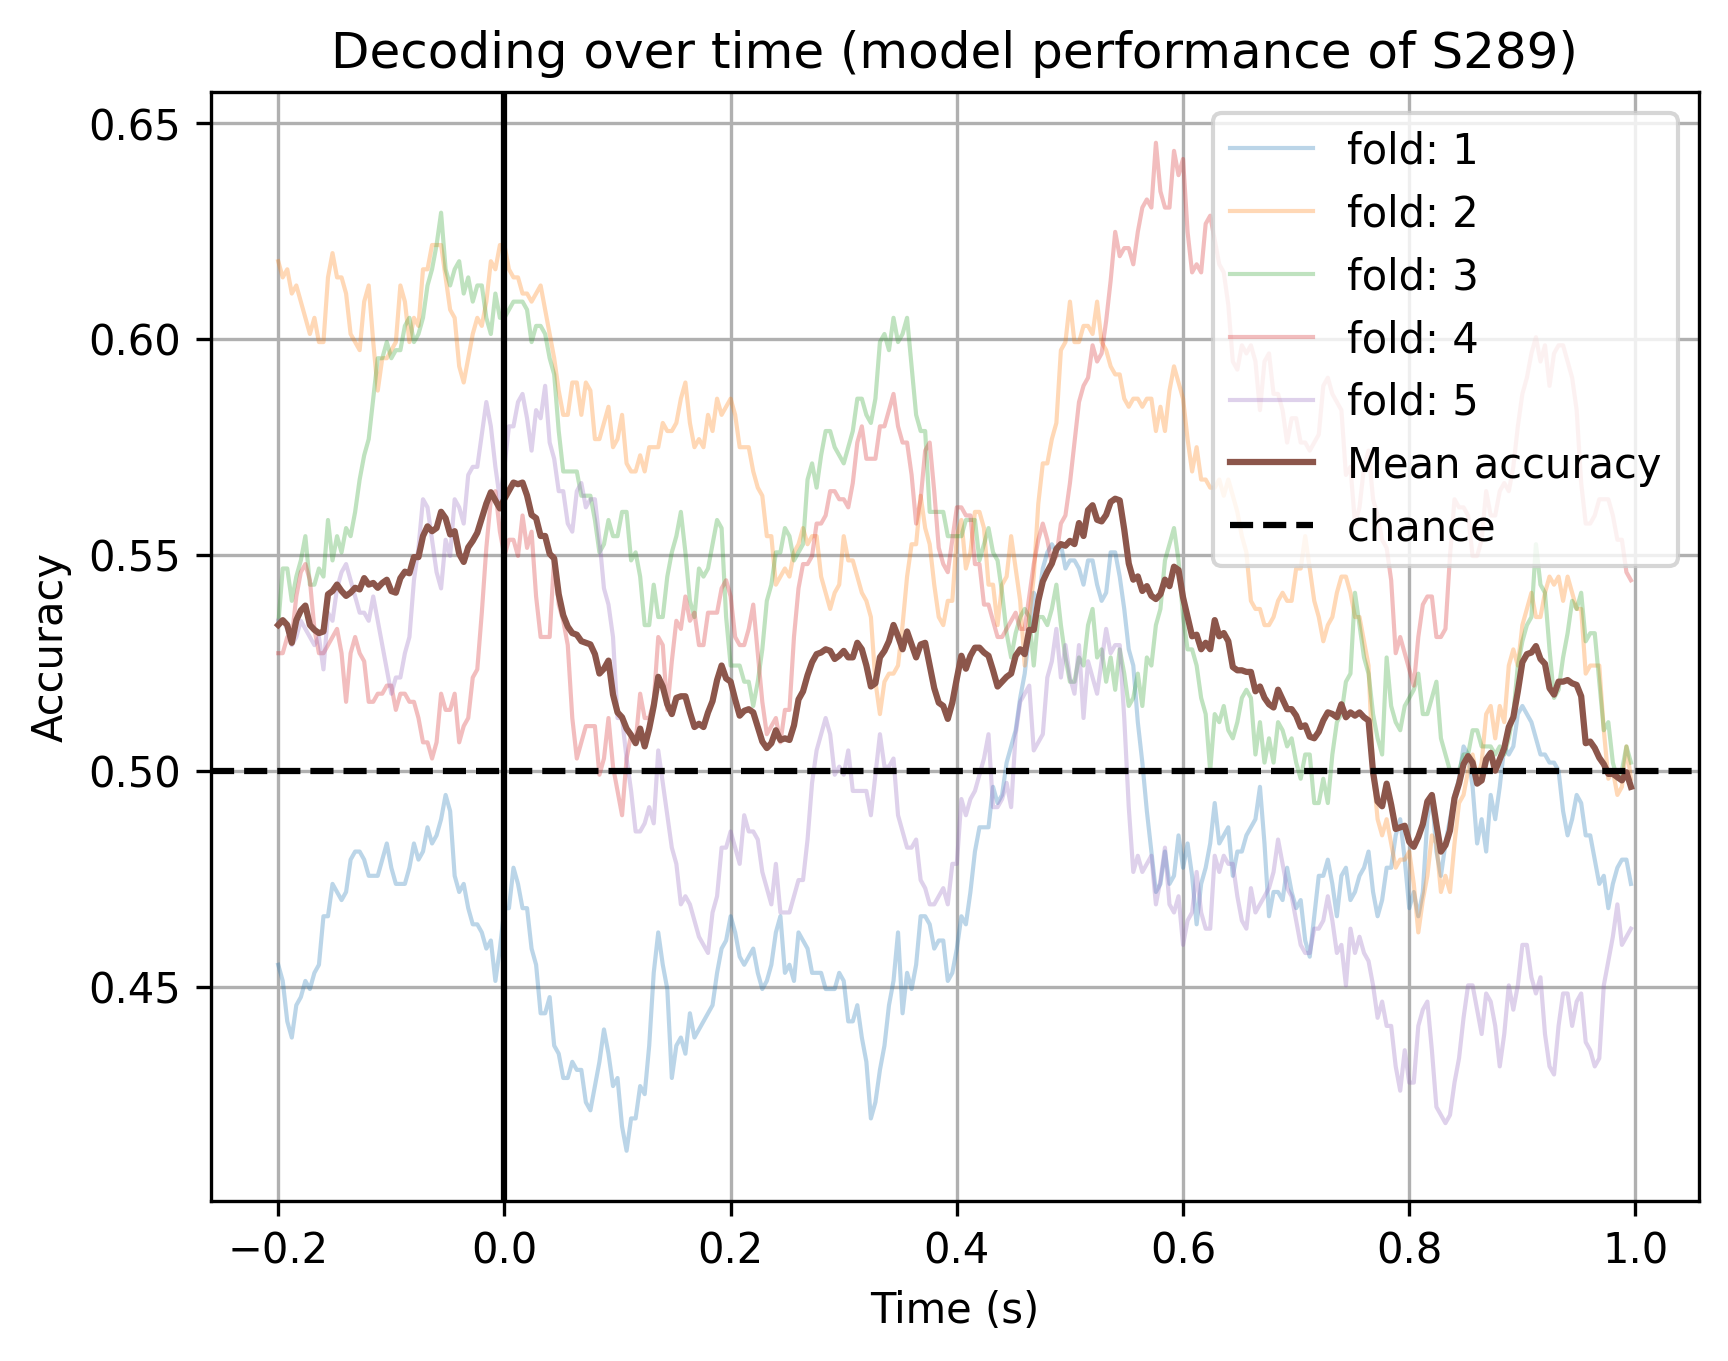 Decoding over time (model performance of S289)
0.65
0.60
0.55
0.50
0.45
Accuracy
fold: 1
fold: 2
fold: 3
fold: 4
fold: 5
Mean accuracy
chance
−0.2 0.0 0.2 0.4 0.6 0.8 1.0
Time (s)